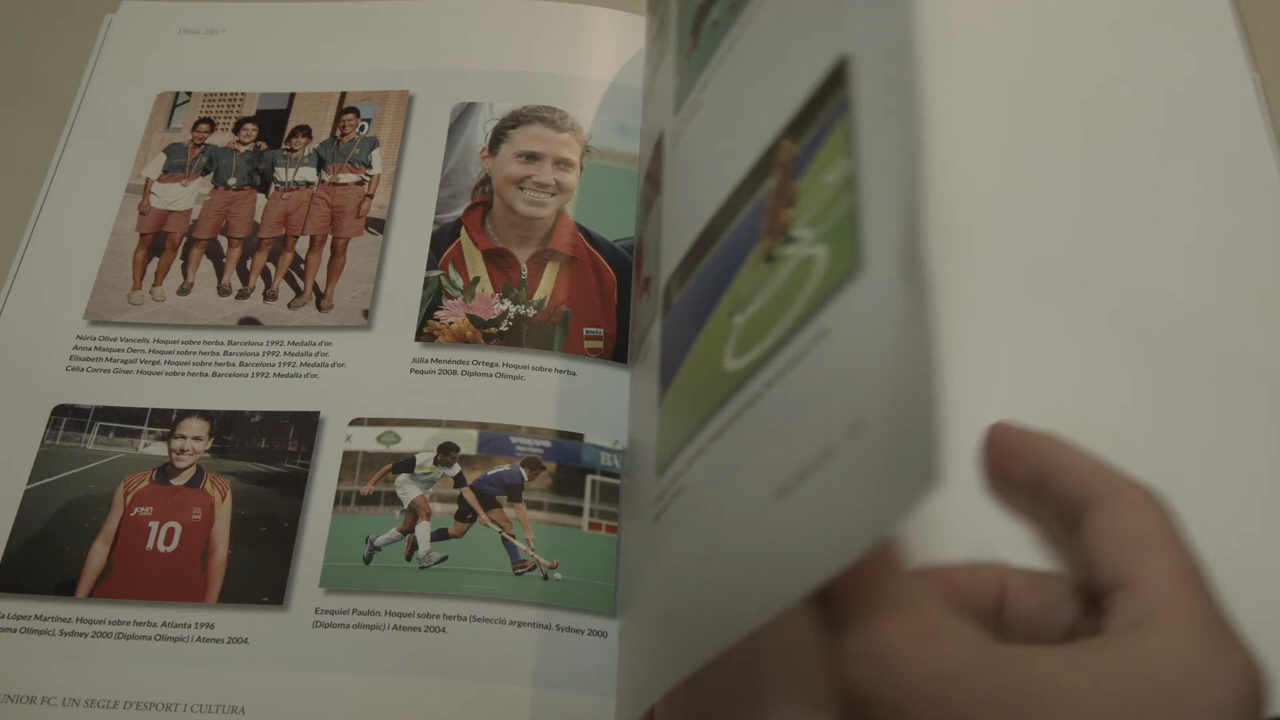 1960-2017
Núria Olivé Vancells. Hoquei sobre herba. Barcelona 1992. Medalla d'or.
Anna Maiques Dern. Hoquei sobre herba. Barcelona 1992. Medalla d'or.
Elisabeth Maragall Vergé. Hoquei sobre herba. Barcelona 1992. Medalla d'or.
Cèlia Corres Giner. Hoquei sobre herba. Barcelona 1992. Medalla d'or.
ESPAÑA
Júlia Menéndez Ortega. Hoquei sobre herba.
Pequín 2008. Diploma Olímpic.
JOHN
10
VOLVO
López Martínez. Hoquei sobre herba. Atlanta 1996
Olímpic), Sydney 2000 (Diploma Olímpic) i Atenes 2004.
Ezequiel Paulón. Hoquei sobre herba (Selecció argentina). Sydney 2000
(Diploma olímpic) i Atenes 2004.
UNIOR FC: UN SEGLE D'ESPORT I CULTURA